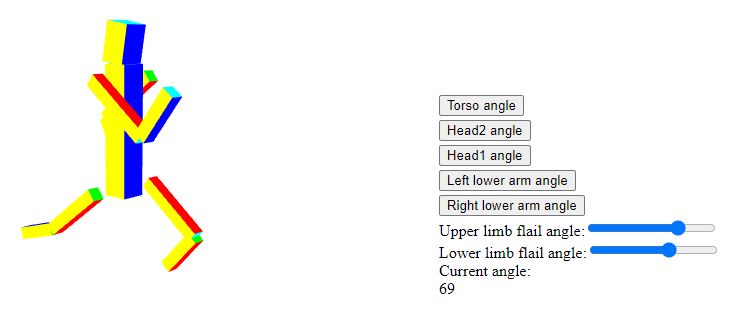 Torso angle
Head2 angle
Head1 angle
Left lower arm angle
Right lower arm angle
Upper limb flail angle:
Lower limb flail angle:
Current angle:
69